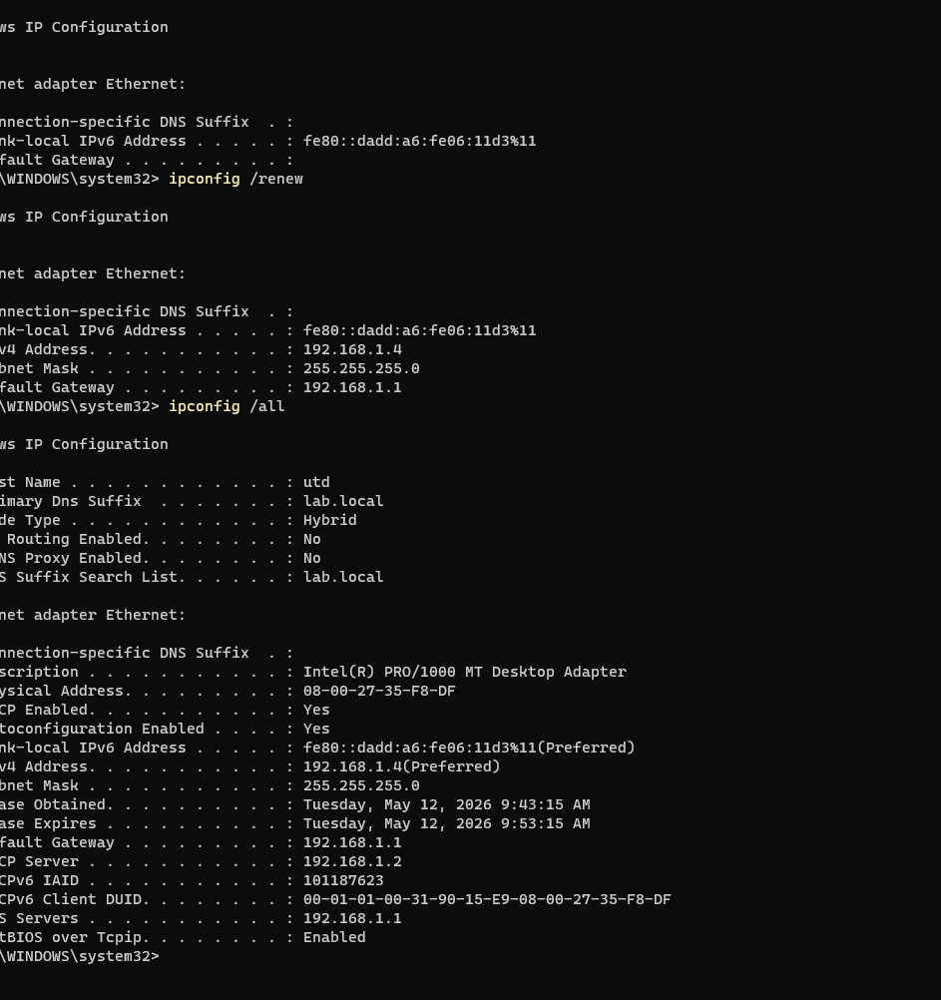 ws IP Configuration
net adapter Ethernet:
nnection-specific DNS Suffix  . :
nk-local IPv6 Address . . . . . : fe80::dadd:a6:fe06:11d3%11
fault Gateway . . . . . . . . . :
\WINDOWS\system32> ipconfig /renew
ws IP Configuration
net adapter Ethernet:
nnection-specific DNS Suffix  . :
nk-local IPv6 Address . . . . . : fe80::dadd:a6:fe06:11d3%11
v4 Address. . . . . . . . . . . : 192.168.1.4
bnet Mask . . . . . . . . . . . : 255.255.255.0
fault Gateway . . . . . . . . . : 192.168.1.1
\WINDOWS\system32> ipconfig /all
ws IP Configuration
st Name . . . . . . . . . . . . : utd
imary Dns Suffix  . . . . . . . : lab.local
de Type . . . . . . . . . . . . : Hybrid
 Routing Enabled. . . . . . . . : No
NS Proxy Enabled. . . . . . . . : No
S Suffix Search List. . . . . . : lab.local
net adapter Ethernet:
nnection-specific DNS Suffix  . :
scription . . . . . . . . . . . : Intel(R) PRO/1000 MT Desktop Adapter
ysical Address. . . . . . . . . : 08-00-27-35-F8-DF
CP Enabled. . . . . . . . . . . : Yes
toconfiguration Enabled . . . . : Yes
nk-local IPv6 Address . . . . . : fe80::dadd:a6:fe06:11d3%11(Preferred)
v4 Address. . . . . . . . . . . : 192.168.1.4(Preferred)
bnet Mask . . . . . . . . . . . : 255.255.255.0
ase Obtained. . . . . . . . . . : Tuesday, May 12, 2026 9:43:15 AM
ase Expires . . . . . . . . . . : Tuesday, May 12, 2026 9:53:15 AM
fault Gateway . . . . . . . . . : 192.168.1.1
CP Server . . . . . . . . . . . : 192.168.1.2
CPv6 IAID . . . . . . . . . . . : 101187623
CPv6 Client DUID. . . . . . . . : 00-01-01-00-31-90-15-E9-08-00-27-35-F8-DF
S Servers . . . . . . . . . . . : 192.168.1.1
tBIOS over Tcpip. . . . . . . . : Enabled
\WINDOWS\system32>